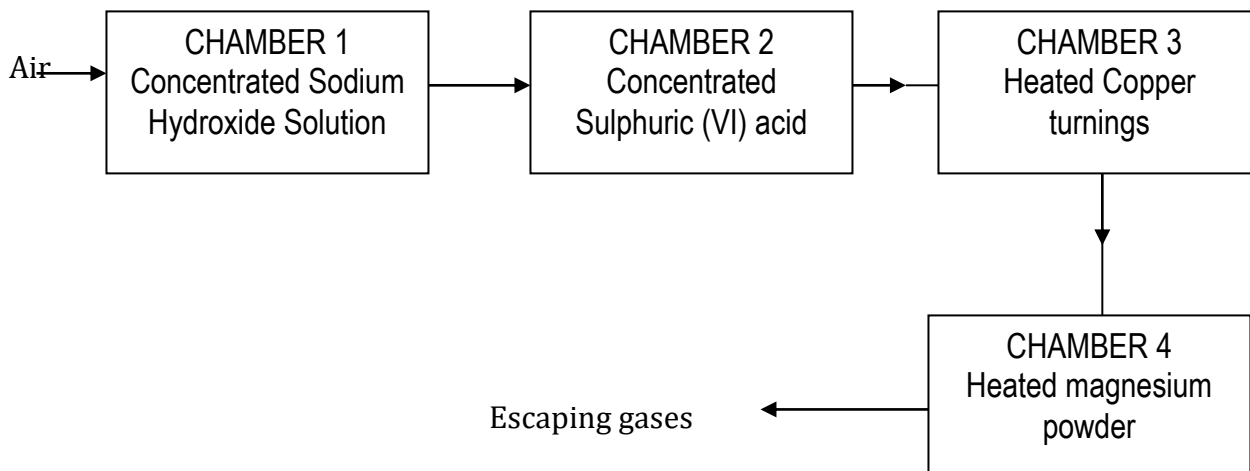 Air
CHAMBER 1
Concentrated Sodium
Hydroxide Solution
CHAMBER 2
Concentrated
Sulphuric (VI) acid
CHAMBER 3
Heated Copper
turnings
CHAMBER 4
Heated magnesium
powder
Escaping gases